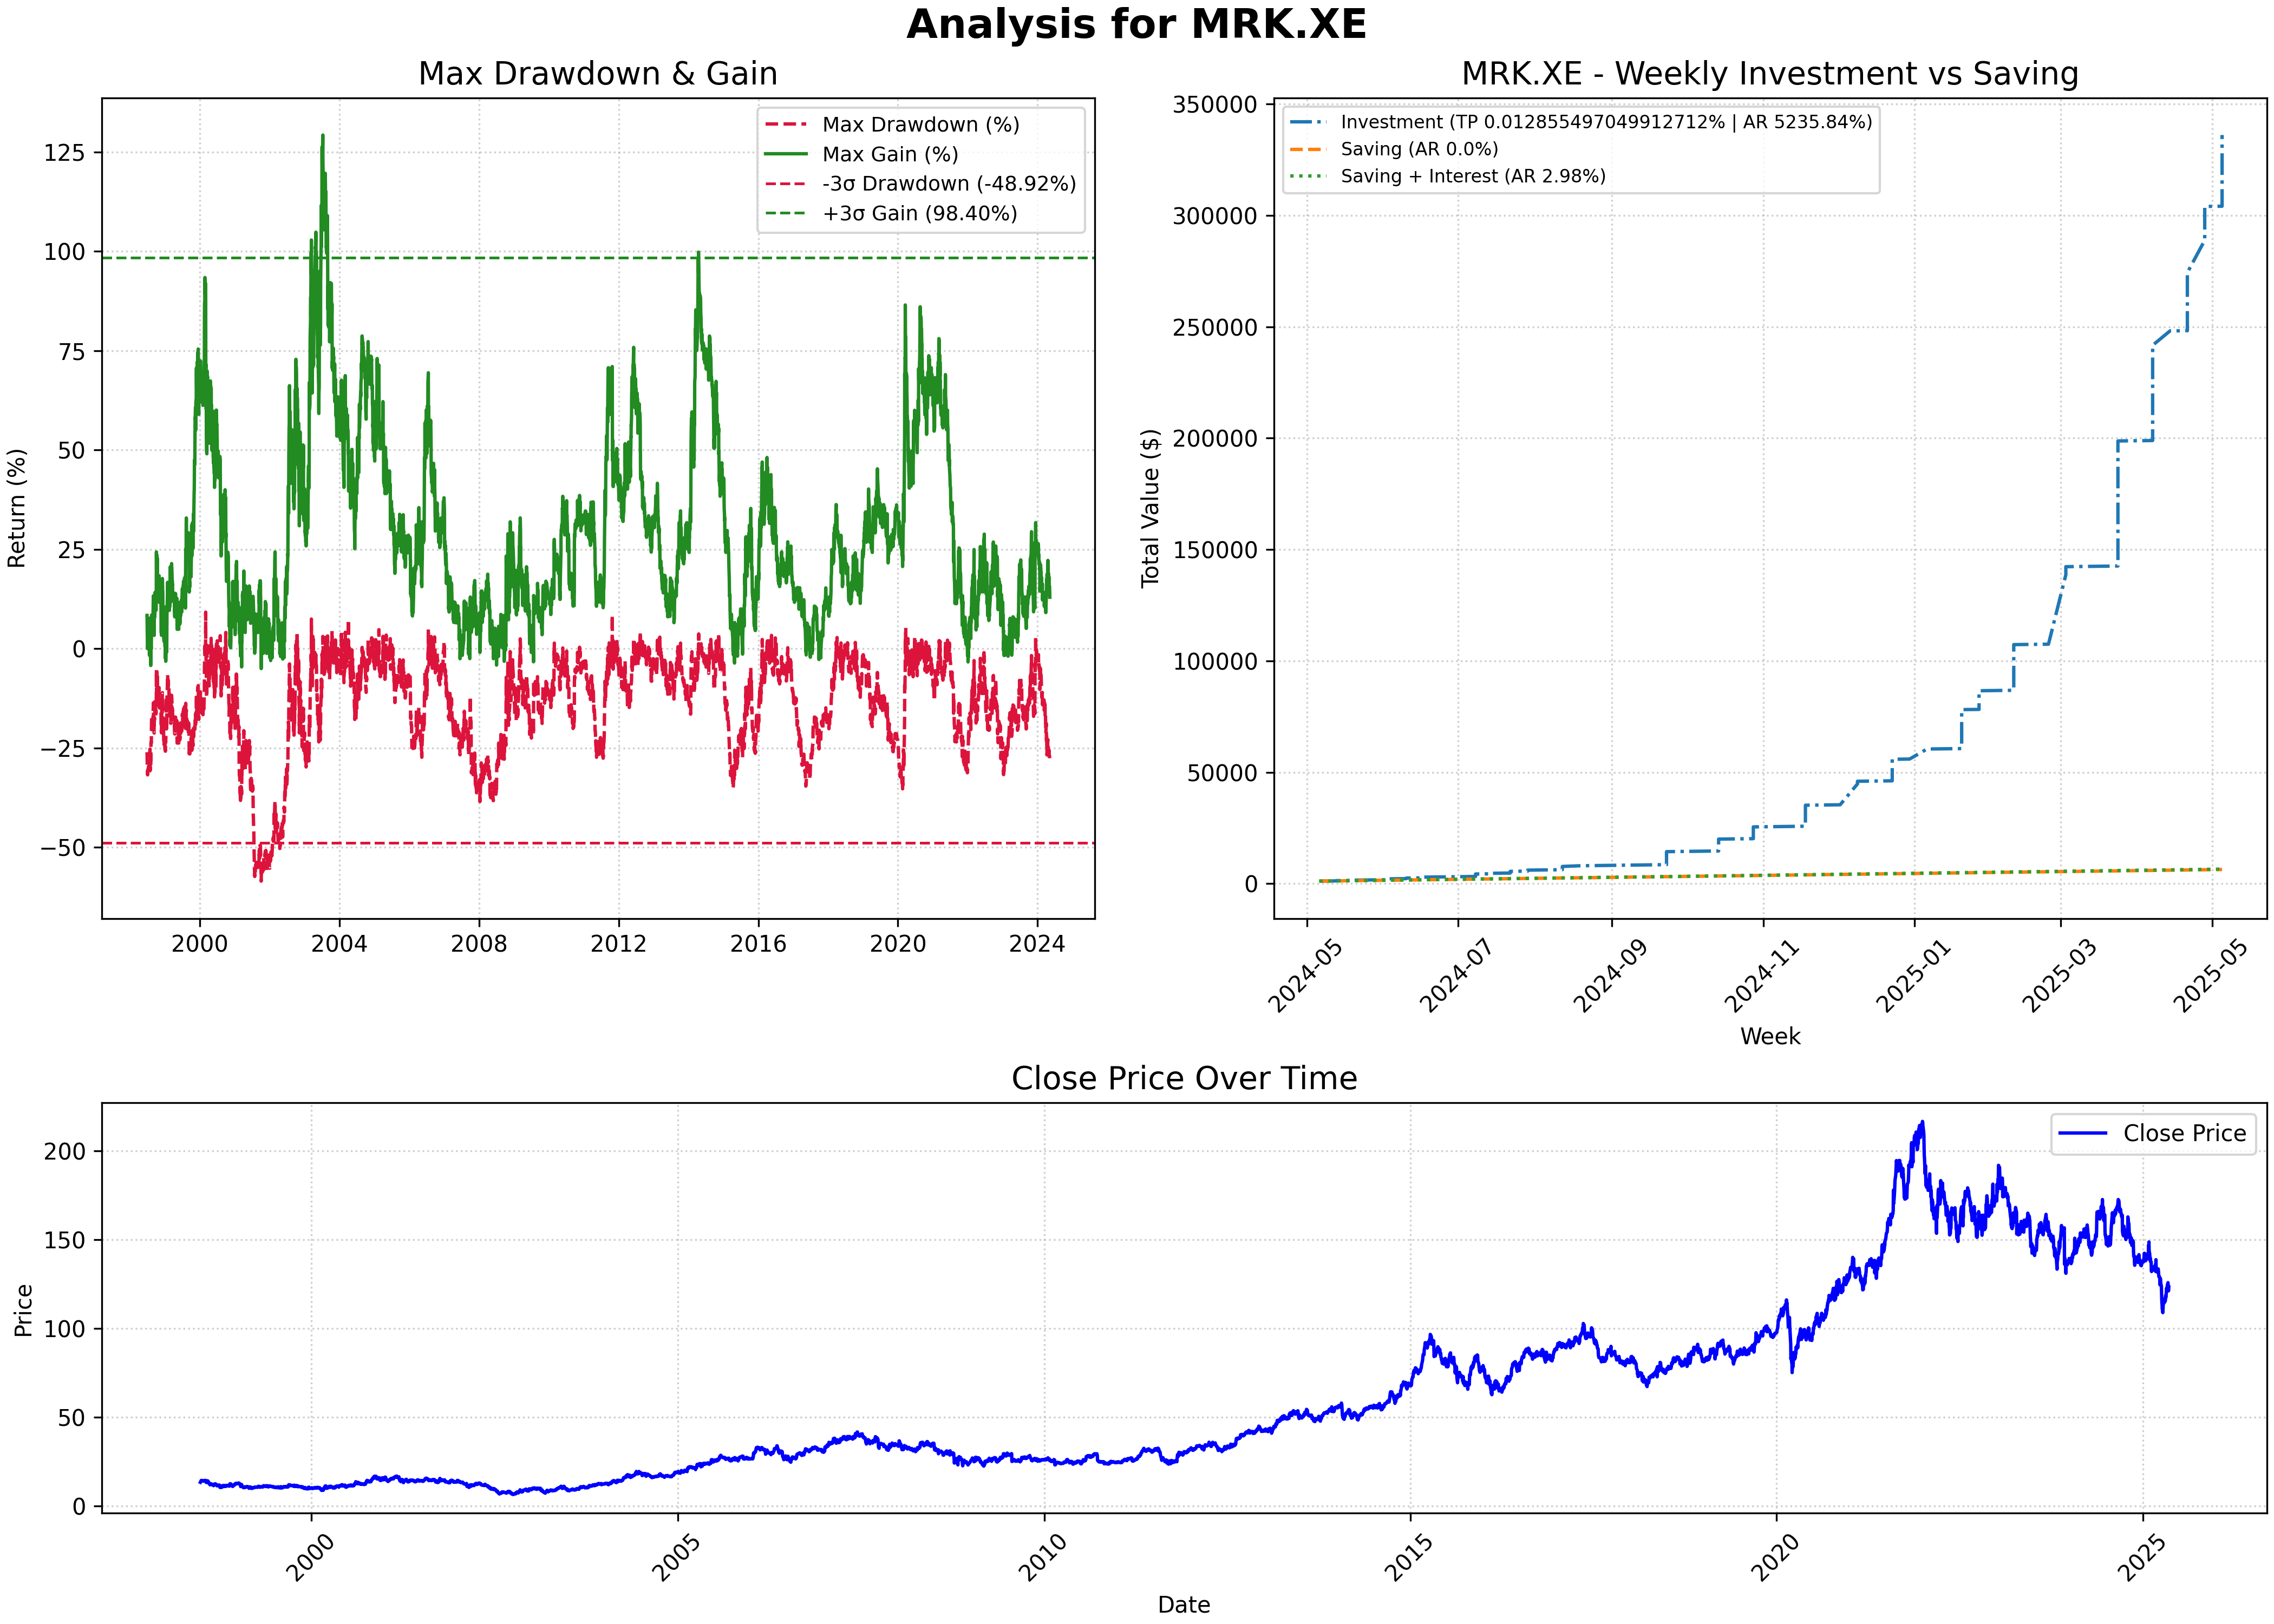 Analysis for MRK.XE
Max Drawdown & Gain
Max Drawdown (%)
Max Gain (%)
-3σ Drawdown (-48.92%)
+3σ Gain (98.40%)
Return (%)
125
100
75
50
25
0
−25
−50
2000
2004
2008
2012
2016
2020
2024
MRK.XE - Weekly Investment vs Saving
Investment (TP 0.012855497049912712% | AR 5235.84%)
Saving (AR 0.0%)
Saving + Interest (AR 2.98%)
Total Value ($)
350000
300000
250000
200000
150000
100000
50000
0
2024-05
2024-07
2024-09
2024-11
2025-01
2025-03
2025-05
Week
Close Price Over Time
Close Price
Price
200
150
100
50
0
2000
2005
2010
2015
2020
2025
Date